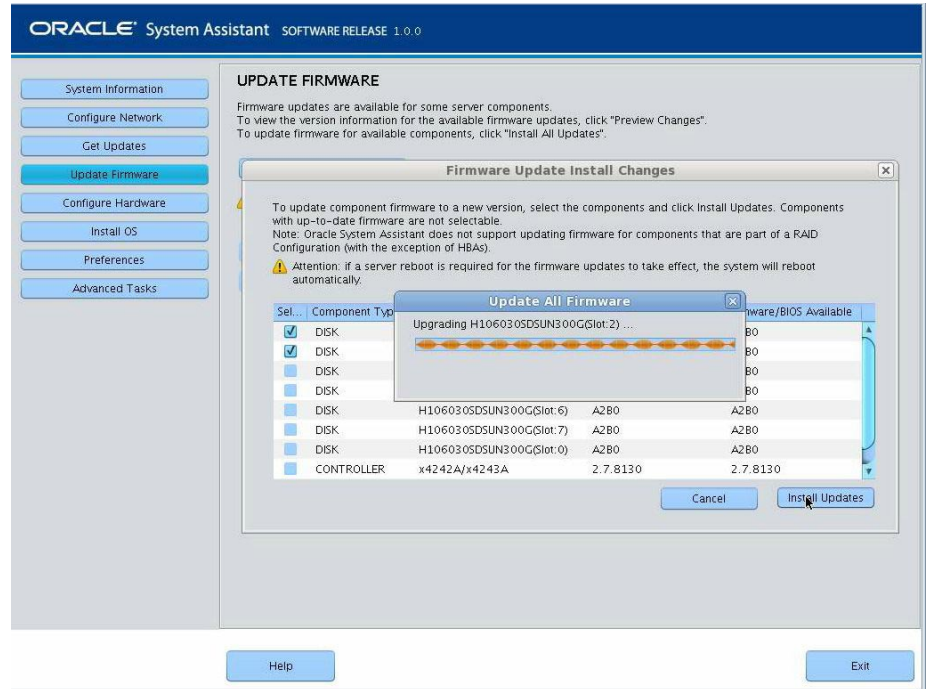 ORACLE System Assistant SOFTWARE RELEASE 1.0.0
System Information
Configure Network
Get Updates
Update Firmware
Configure Hardware
Install OS
Preferences
Advanced Tasks
UPDATE FIRMWARE
Firmware updates are available for some server components.
To view the version information for the available firmware updates, click "Preview Changes".
To update firmware for available components, click "Install All Updates".
Firmware Update Install Changes
To update component firmware to a new version, select the components and click Install Updates. Components
with up-to-date firmware are not selectable.
Note: Oracle System Assistant does not support updating firmware for components that are part of a RAID
Configuration (with the exception of HBAs).
Attention: if a server reboot is required for the firmware updates to take effect, the system will reboot
automatically.
Sel... Component Typ nware/BIOS Available
DISK B0
DISK B0
DISK B0
DISK B0
DISK H106030SDSUN300G(Slot:6) A2B0 A2B0
DISK H106030SDSUN300G(Slot:7) A2B0 A2B0
DISK H106030SDSUN300G(Slot:0) A2B0 A2B0
CONTROLLER x4242A/x4243A 2.7.8130 2.7.8130
Update All Firmware
Upgrading H106030SDSUN300G(Slot:2) ...
Cancel Install Updates
Help Exit